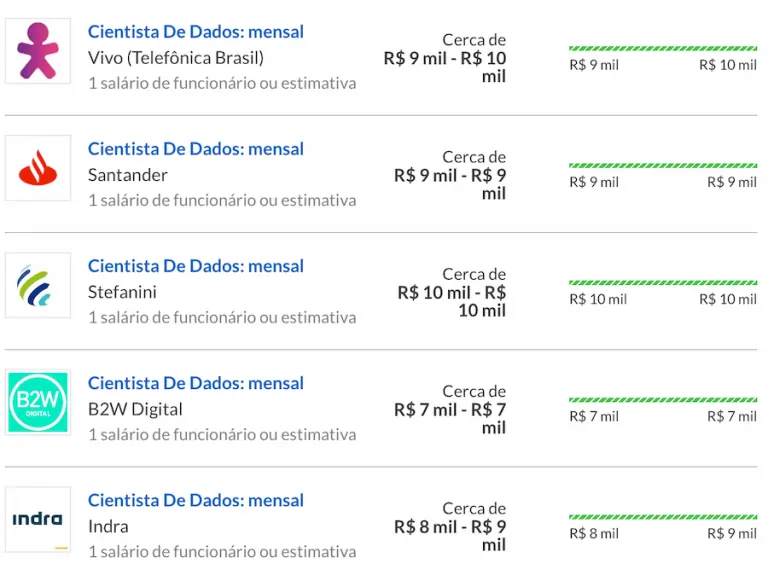 Cientista De Dados: mensal
Vivo (Telefônica Brasil)
1 salário de funcionário ou estimativa
Cerca de
R$ 9 mil - R$ 10
mil
R$ 9 mil
R$ 10 mil
Cientista De Dados: mensal
Santander
1 salário de funcionário ou estimativa
Cerca de
R$ 9 mil - R$ 9
mil
R$ 9 mil
R$ 9 mil
Cientista De Dados: mensal
Stefanini
1 salário de funcionário ou estimativa
Cerca de
R$ 10 mil - R$
10 mil
R$ 10 mil
R$ 10 mil
B2W
DIGITAL
Cientista De Dados: mensal
B2W Digital
1 salário de funcionário ou estimativa
Cerca de
R$ 7 mil - R$ 7
mil
R$ 7 mil
R$ 7 mil
indra
Cientista De Dados: mensal
Indra
1 salário de funcionário ou estimativa
Cerca de
R$ 8 mil - R$ 9
mil
R$ 8 mil
R$ 9 mil